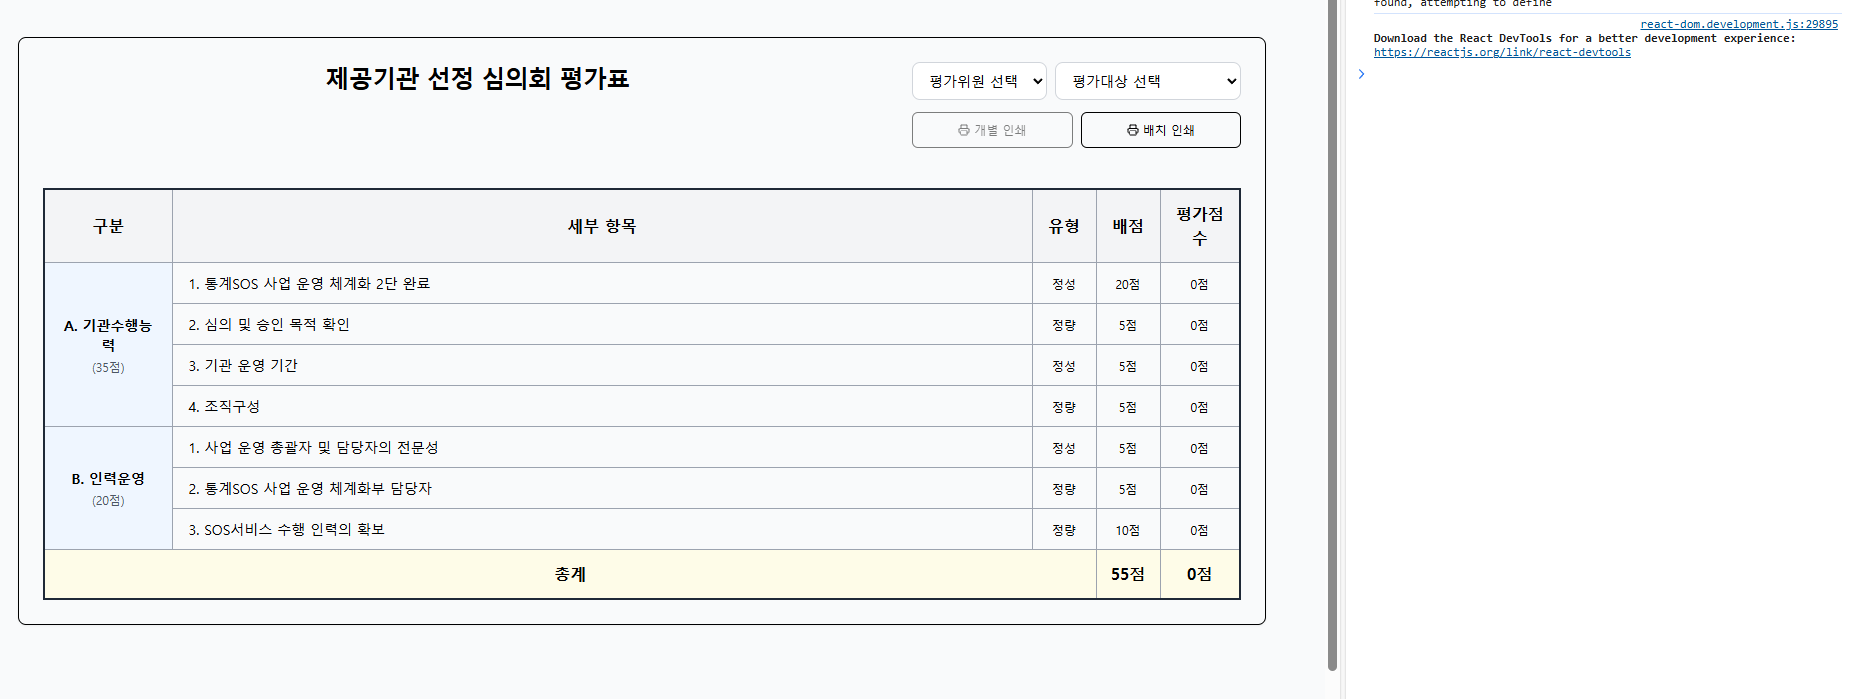 found, attempting to define
react-dom.development.js:29895
Download the React DevTools for a better development experience:
https://reactjs.org/link/react-devtools
제공기관 선정 심의회 평가표
평가위원 선택
평가대상 선택
개별 인쇄
배치 인쇄
구분 세부 항목 유형 배점 평가점
수
A. 기관수행능
력
(35점)
1. 통계SOS 사업 운영 체계화 2단 완료 정성 20점 0점
2. 심의 및 승인 목적 확인 정량 5점 0점
3. 기관 운영 기간 정성 5점 0점
4. 조직구성 정량 5점 0점
B. 인력운영
(20점)
1. 사업 운영 총괄자 및 담당자의 전문성 정성 5점 0점
2. 통계SOS 사업 운영 체계화부 담당자 정량 5점 0점
3. SOS서비스 수행 인력의 확보 정량 10점 0점
총계 55점 0점